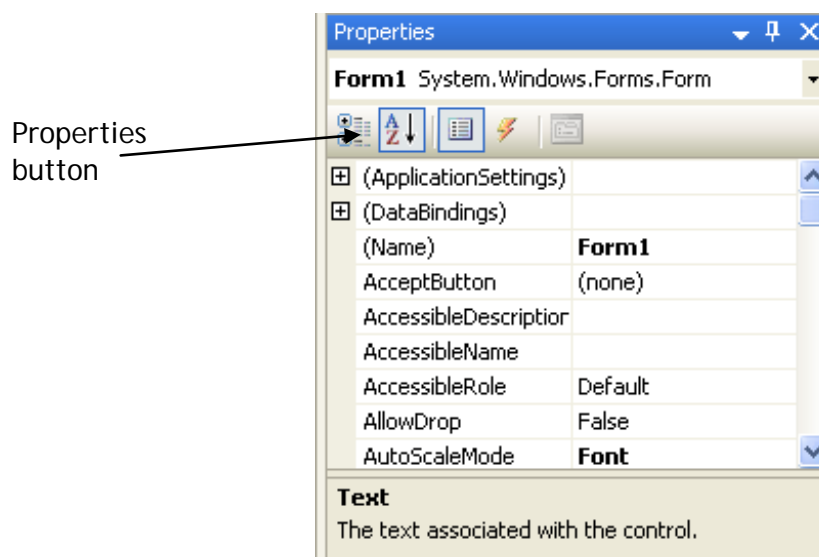 Properties
Form1 System.Windows.Forms.Form
Properties
button
A
Z
(ApplicationSettings)
(DataBindings)
(Name) Form1
AcceptButton (none)
AccessibleDescription
AccessibleName
AccessibleRole Default
AllowDrop False
AutoScaleMode Font
Text
The text associated with the control.